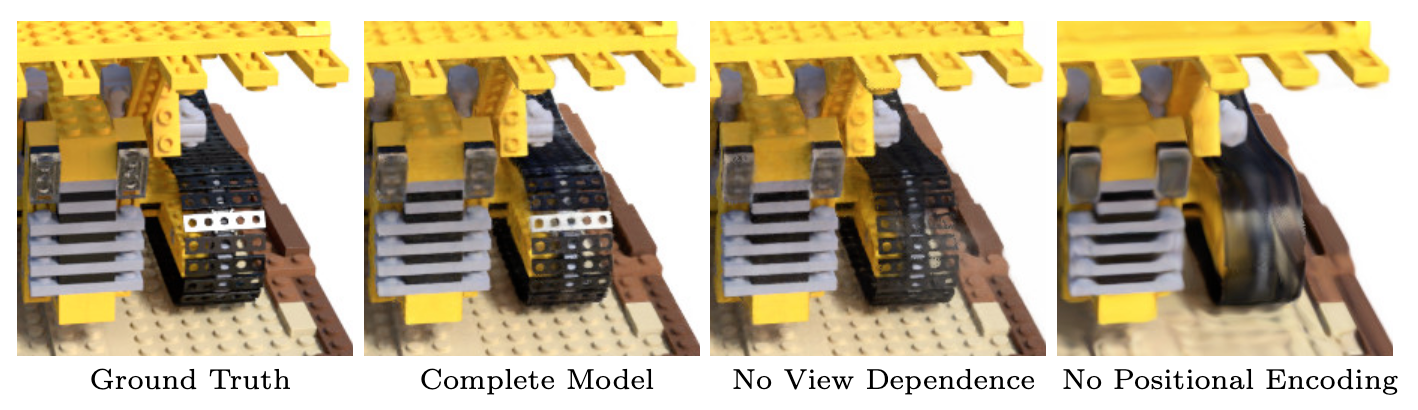 Ground Truth Complete Model No View Dependence No Positional Encoding